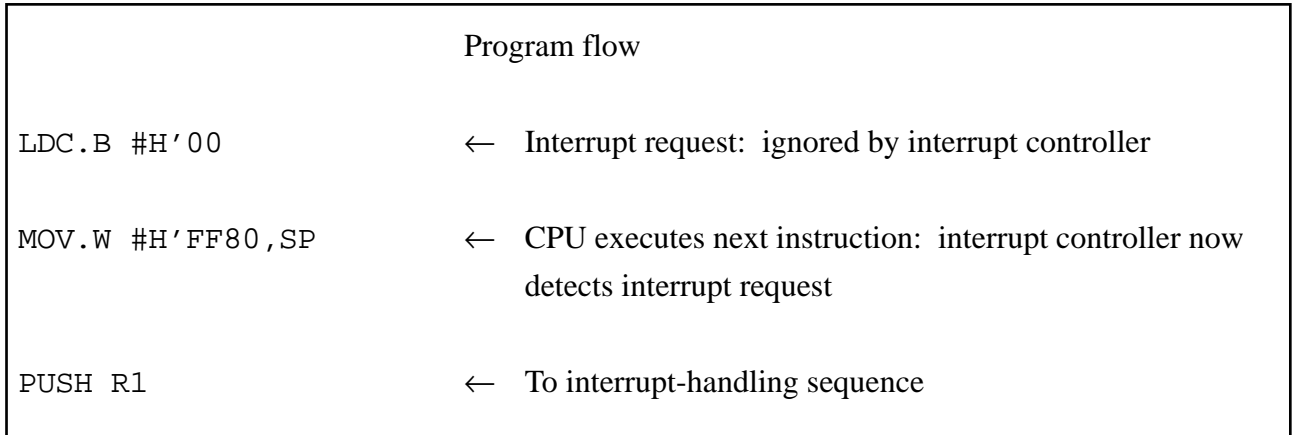 Program flow
LDC.B #H’00 ← Interrupt request: ignored by interrupt controller
MOV.W #H’FF80,SP ← CPU executes next instruction: interrupt controller now
detects interrupt request
PUSH R1 ← To interrupt-handling sequence